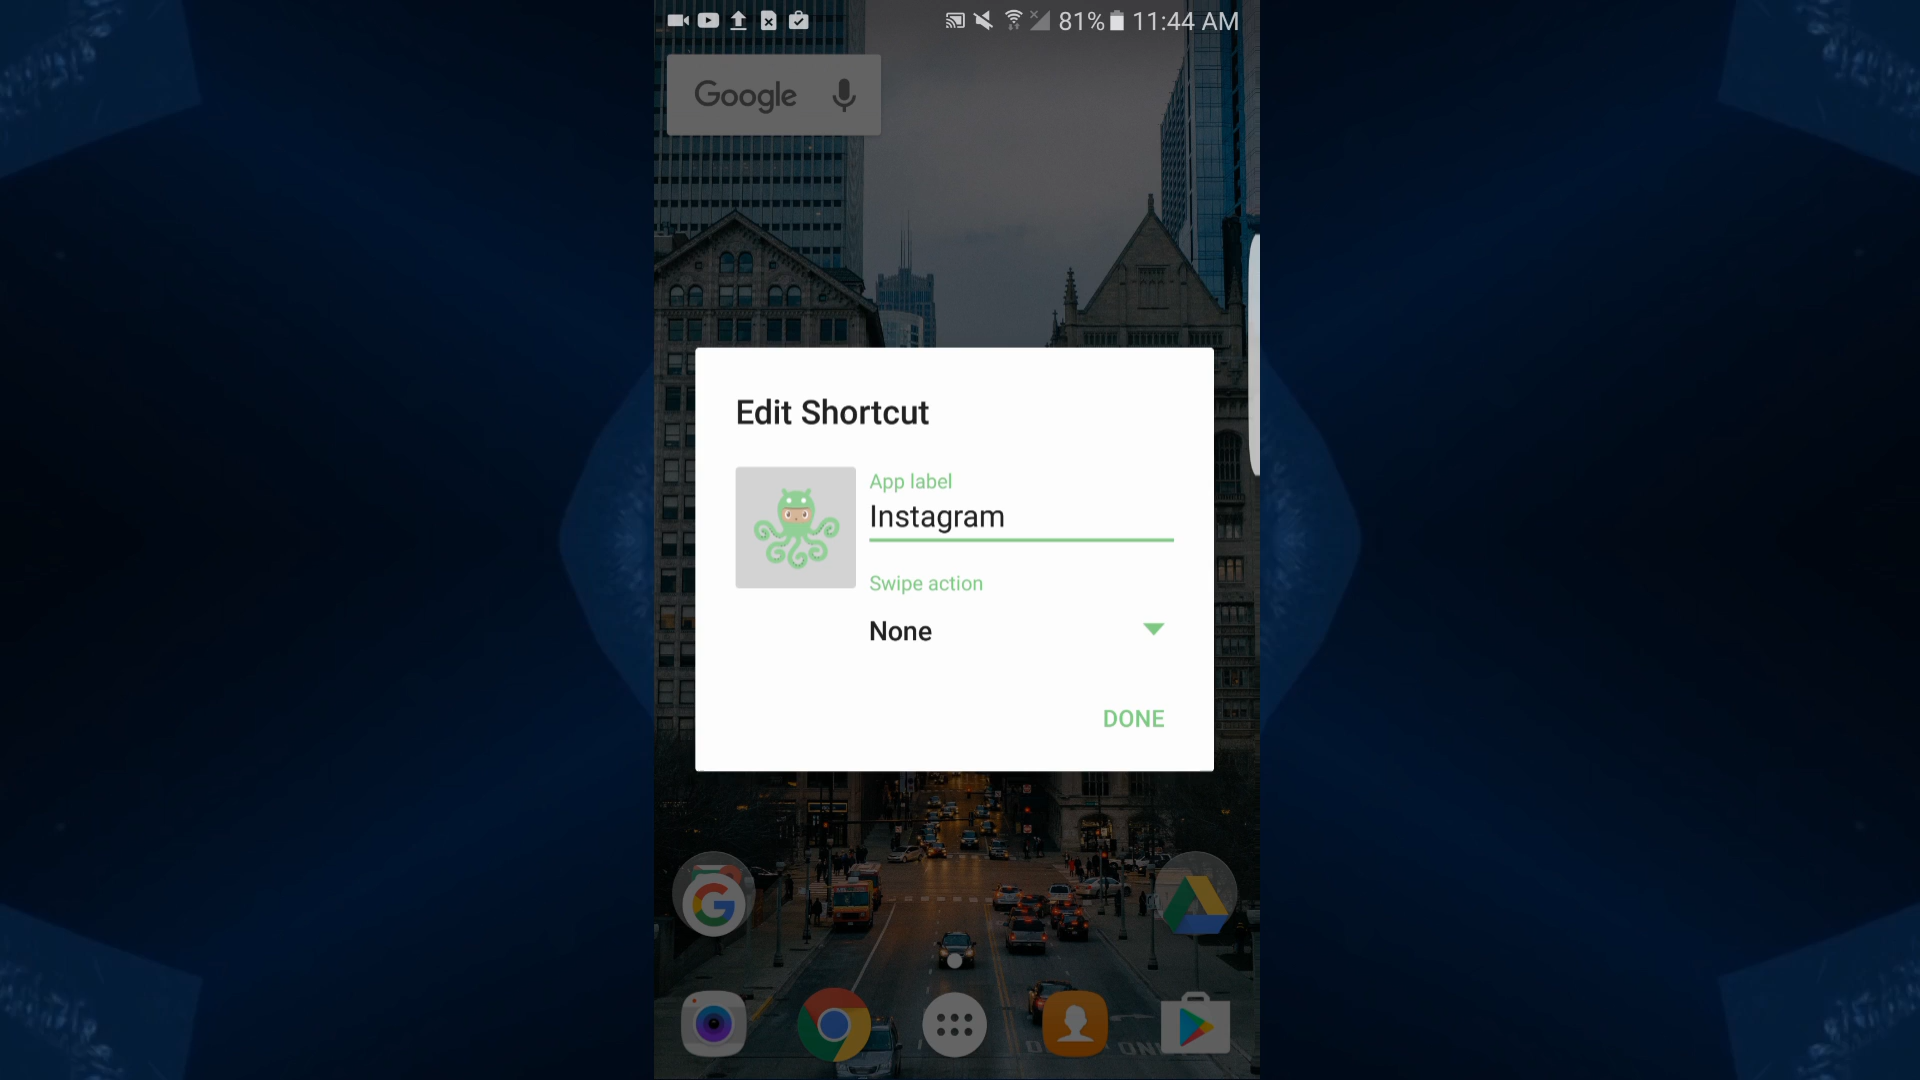 81% 11:44 AM
Google
Edit Shortcut
App label
Instagram
Swipe action
None
DONE